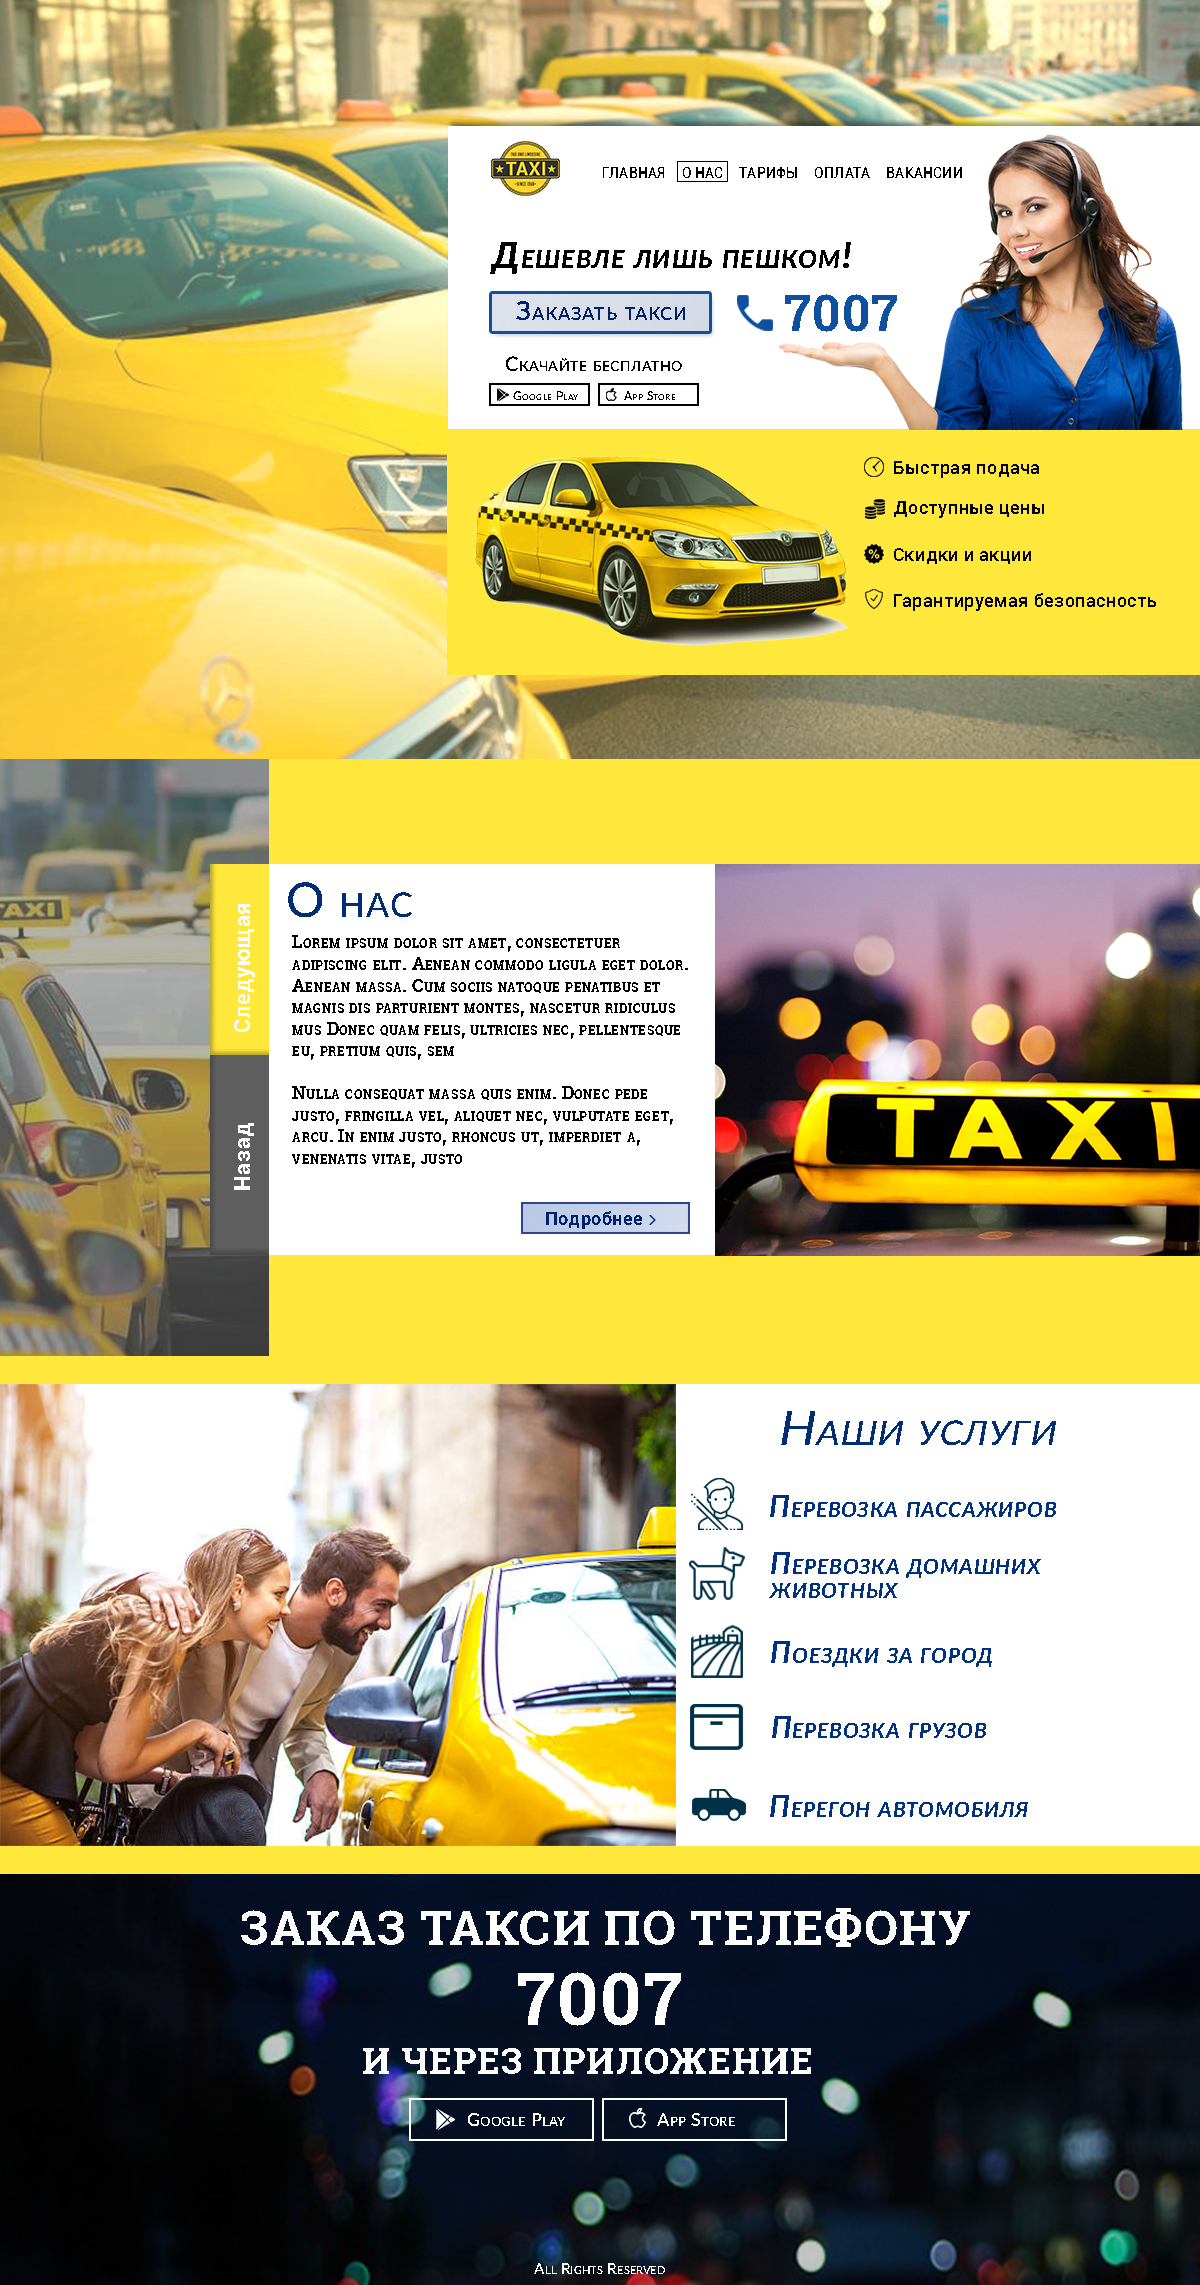 TAXI AND LIMOUSINE
TAXI
ГЛАВНАЯ О НАС ТАРИФЫ ОПЛАТА ВАКАНСИИ
Дешевле лишь пешком!
Заказать такси
7007
Скачайте бесплатно
Google Play
App Store
Быстрая подача
Доступные цены
Скидки и акции
Гарантируемая безопасность
TAXI
Следующая
Назад
О нас
Lorem ipsum dolor sit amet, consectetuer
adipiscing elit. Aenean commodo ligula eget dolor.
Aenean massa. Cum sociis natoque penatibus et
magnis dis parturient montes, nascetur ridiculus
mus Donec quam felis, ultricies nec, pellentesque
eu, pretium quis, sem
Nulla consequat massa quis enim. Donec pede
justo, fringilla vel, aliquet nec, vulputate eget,
arcu. In enim justo, rhoncus ut, imperdiet a,
venenatis vitae, justo
Подробнее >
TAXI
Наши услуги
Перевозка пассажиров
Перевозка домашних
животных
Поездки за город
Перевозка грузов
Перегон автомобиля
ЗАКАЗ ТАКСИ ПО ТЕЛЕФОНУ
7007
И ЧЕРЕЗ ПРИЛОЖЕНИЕ
Google Play
App Store
All Rights Reserved